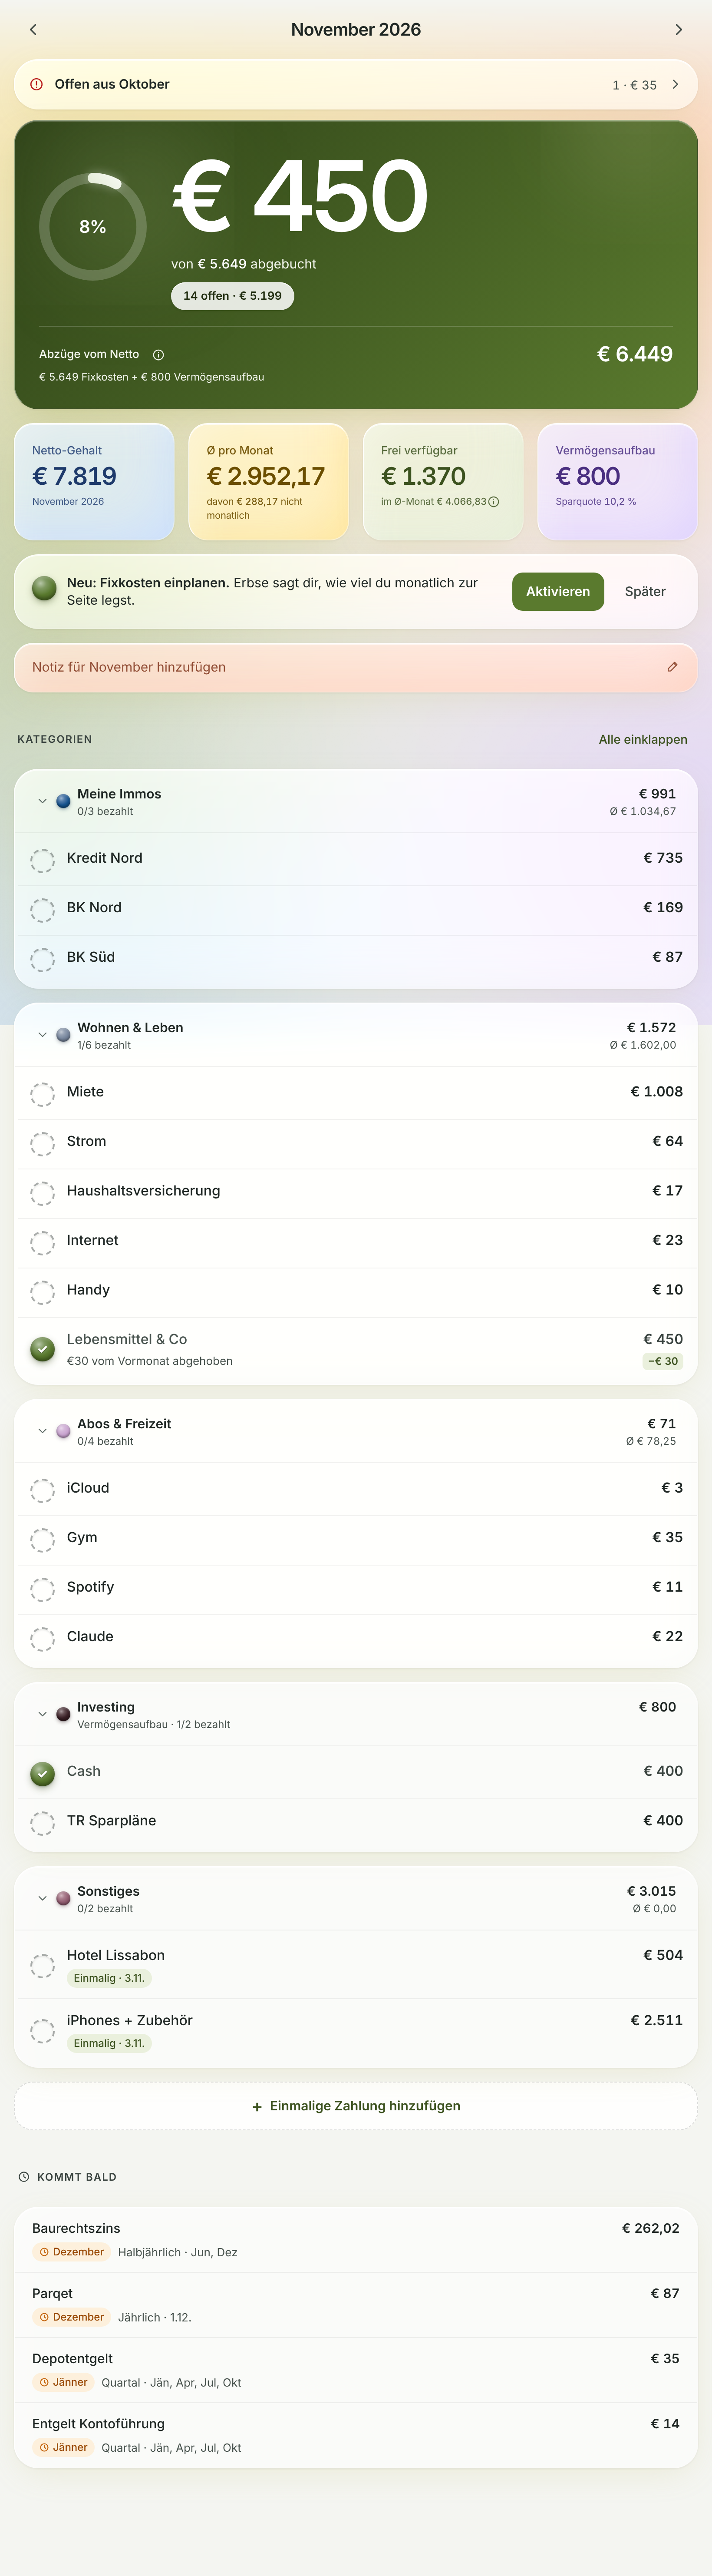 November 2026
Offen aus Oktober
1 · € 35
8%
€ 450
von € 5.649 abgebucht
14 offen · € 5.199
Abzüge vom Netto
€ 6.449
€ 5.649 Fixkosten + € 800 Vermögensaufbau
Netto-Gehalt
€ 7.819
November 2026
Ø pro Monat
€ 2.952,17
davon € 288,17 nicht
monatlich
Frei verfügbar
€ 1.370
im Ø-Monat € 4.066,83
Vermögensaufbau
€ 800
Sparquote 10,2 %
Neu: Fixkosten einplanen. Erbse sagt dir, wie viel du monatlich zur
Seite legst.
Aktivieren
Später
Notiz für November hinzufügen
KATEGORIEN
Alle einklappen
Meine Immos
€ 991
0/3 bezahlt
Ø € 1.034,67
Kredit Nord
€ 735
BK Nord
€ 169
BK Süd
€ 87
Wohnen & Leben
€ 1.572
1/6 bezahlt
Ø € 1.602,00
Miete
€ 1.008
Strom
€ 64
Haushaltsversicherung
€ 17
Internet
€ 23
Handy
€ 10
Lebensmittel & Co
€ 450
€30 vom Vormonat abgehoben
−€ 30
Abos & Freizeit
€ 71
0/4 bezahlt
Ø € 78,25
iCloud
€ 3
Gym
€ 35
Spotify
€ 11
Claude
€ 22
Investing
€ 800
Vermögensaufbau · 1/2 bezahlt
Cash
€ 400
TR Sparpläne
€ 400
Sonstiges
€ 3.015
0/2 bezahlt
Ø € 0,00
Hotel Lissabon
€ 504
Einmalig · 3.11.
iPhones + Zubehör
€ 2.511
Einmalig · 3.11.
+ Einmalige Zahlung hinzufügen
KOMMT BALD
Baurechtszins
€ 262,02
Dezember
Halbjährlich · Jun, Dez
Parqet
€ 87
Dezember
Jährlich · 1.12.
Depotentgelt
€ 35
Jänner
Quartal · Jän, Apr, Jul, Okt
Entgelt Kontoführung
€ 14
Jänner
Quartal · Jän, Apr, Jul, Okt